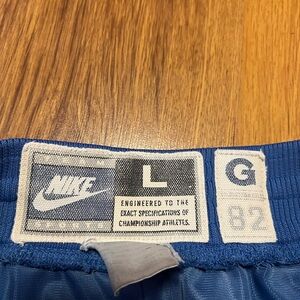 NIKE
L
ENGINEERED TO THE
EXACT SPECIFICATIONS OF
CHAMPIONSHIP ATHLETES.
G
82